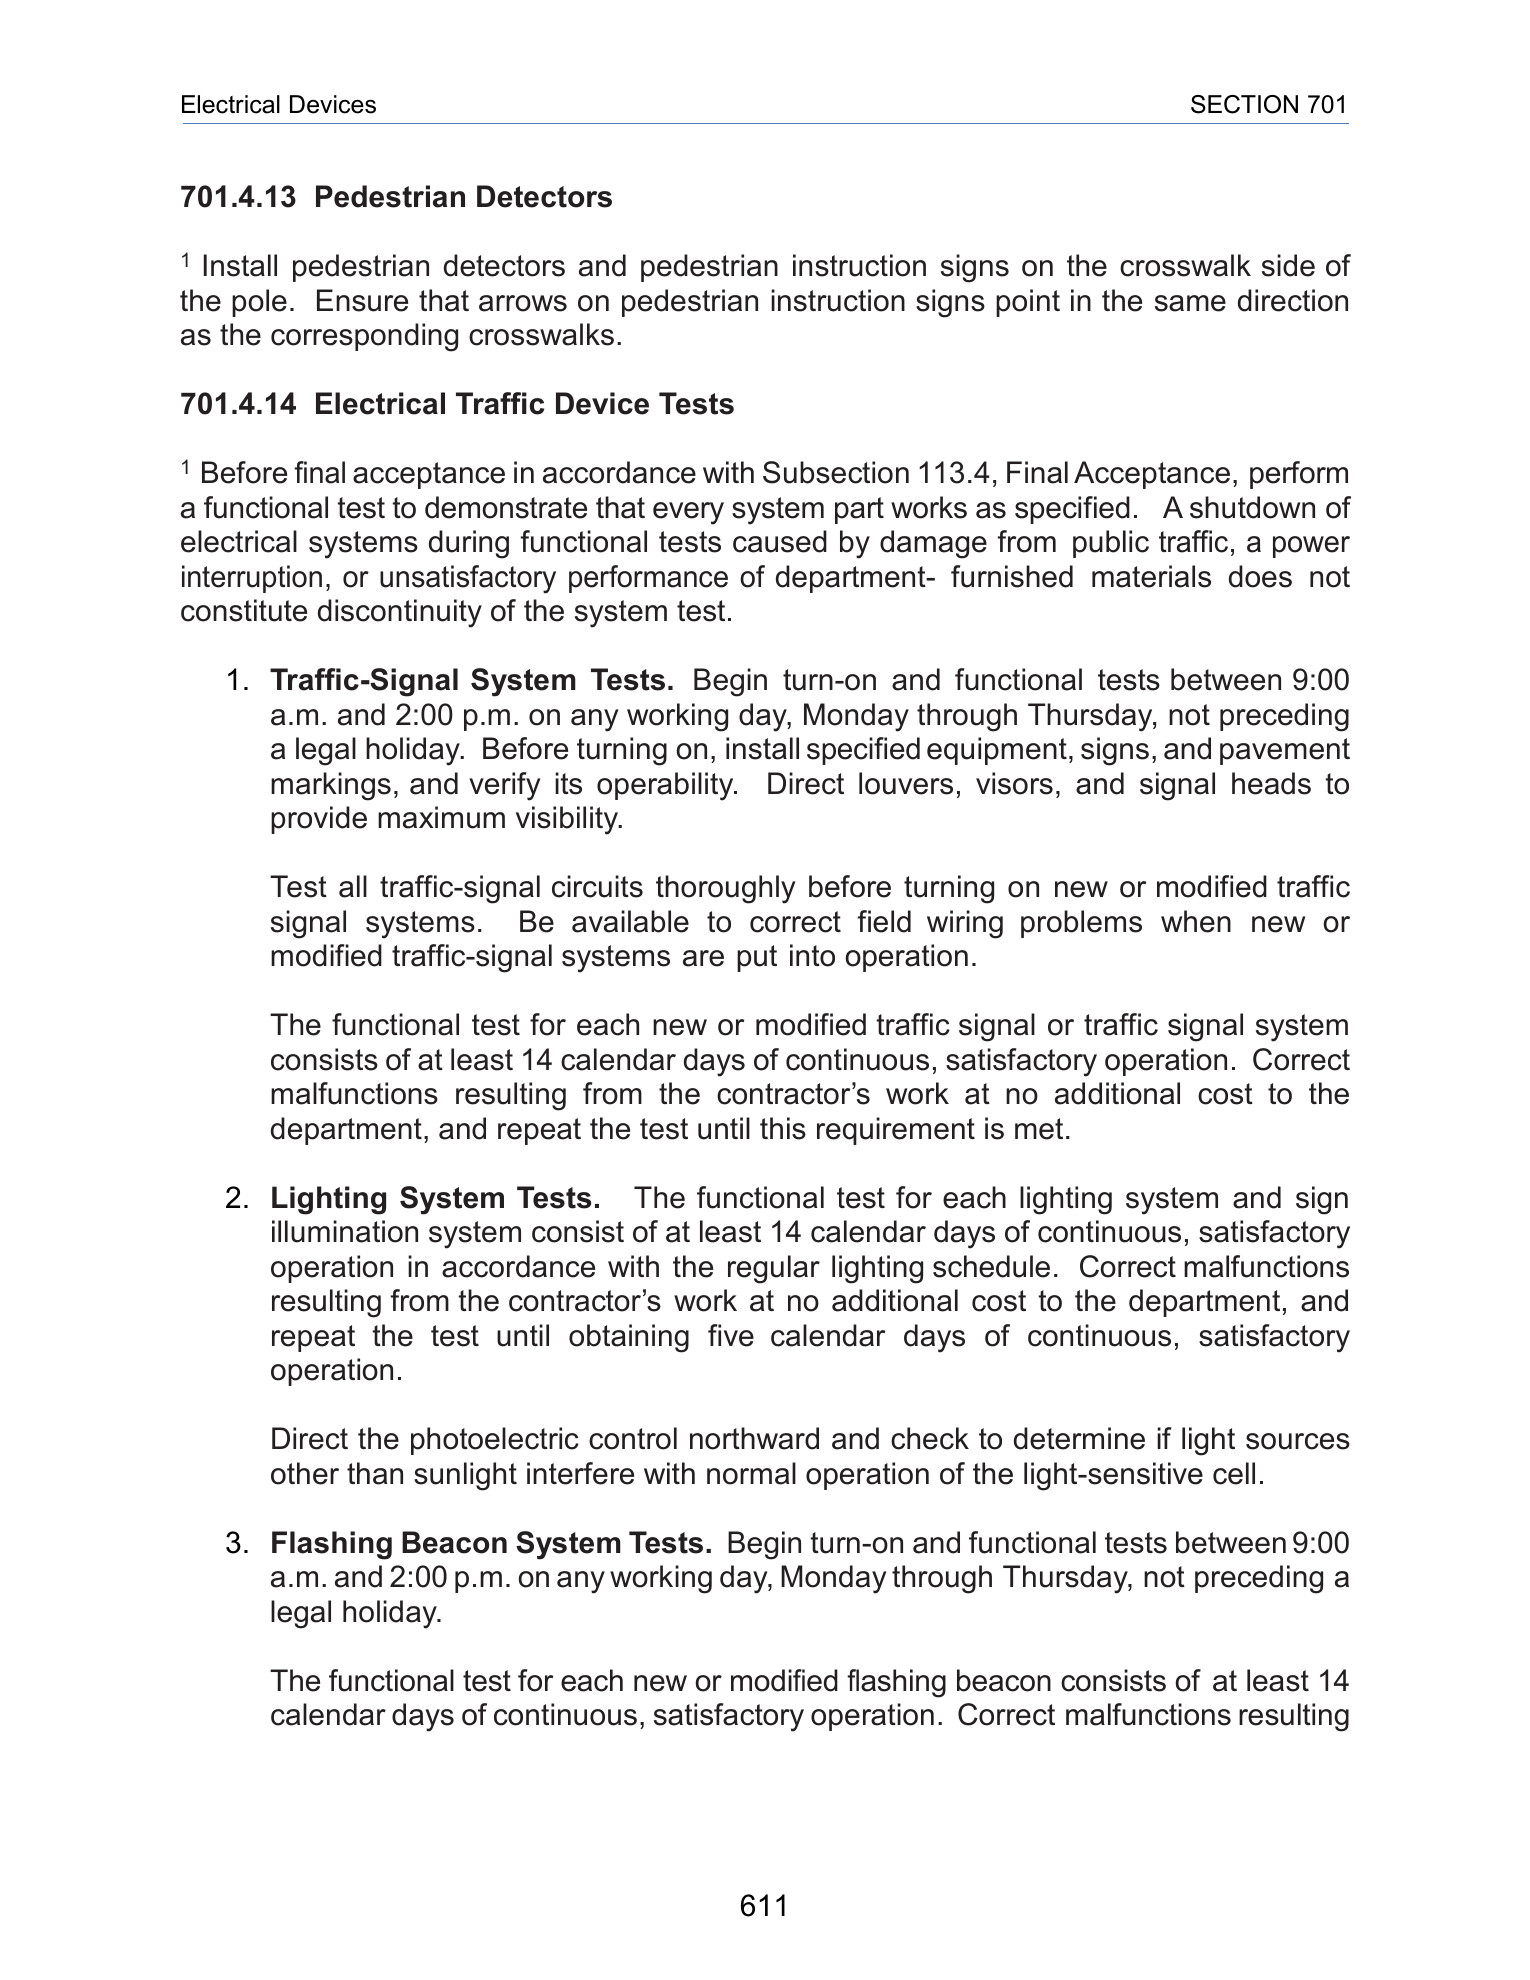 Electrical Devices SECTION 701
701.4.13 Pedestrian Detectors
1 Install pedestrian detectors and pedestrian instruction signs on the crosswalk side of
the pole. Ensure that arrows on pedestrian instruction signs point in the same direction
as the corresponding crosswalks.
701.4.14 Electrical Traffic Device Tests
1 Before final acceptance in accordance with Subsection 113.4, Final Acceptance, perform
a functional test to demonstrate that every system part works as specified. A shutdown of
electrical systems during functional tests caused by damage from public traffic, a power
interruption, or unsatisfactory performance of department- furnished materials does not
constitute discontinuity of the system test.
1. Traffic-Signal System Tests. Begin turn-on and functional tests between 9:00
a.m. and 2:00 p.m. on any working day, Monday through Thursday, not preceding
a legal holiday. Before turning on, install specified equipment, signs, and pavement
markings, and verify its operability. Direct louvers, visors, and signal heads to
provide maximum visibility.
Test all traffic-signal circuits thoroughly before turning on new or modified traffic
signal systems. Be available to correct field wiring problems when new or
modified traffic-signal systems are put into operation.
The functional test for each new or modified traffic signal or traffic signal system
consists of at least 14 calendar days of continuous, satisfactory operation. Correct
malfunctions resulting from the contractor’s work at no additional cost to the
department, and repeat the test until this requirement is met.
2. Lighting System Tests. The functional test for each lighting system and sign
illumination system consist of at least 14 calendar days of continuous, satisfactory
operation in accordance with the regular lighting schedule. Correct malfunctions
resulting from the contractor’s work at no additional cost to the department, and
repeat the test until obtaining five calendar days of continuous, satisfactory
operation.
Direct the photoelectric control northward and check to determine if light sources
other than sunlight interfere with normal operation of the light-sensitive cell.
3. Flashing Beacon System Tests. Begin turn-on and functional tests between 9:00
a.m. and 2:00 p.m. on any working day, Monday through Thursday, not preceding a
legal holiday.
The functional test for each new or modified flashing beacon consists of at least 14
calendar days of continuous, satisfactory operation. Correct malfunctions resulting
611